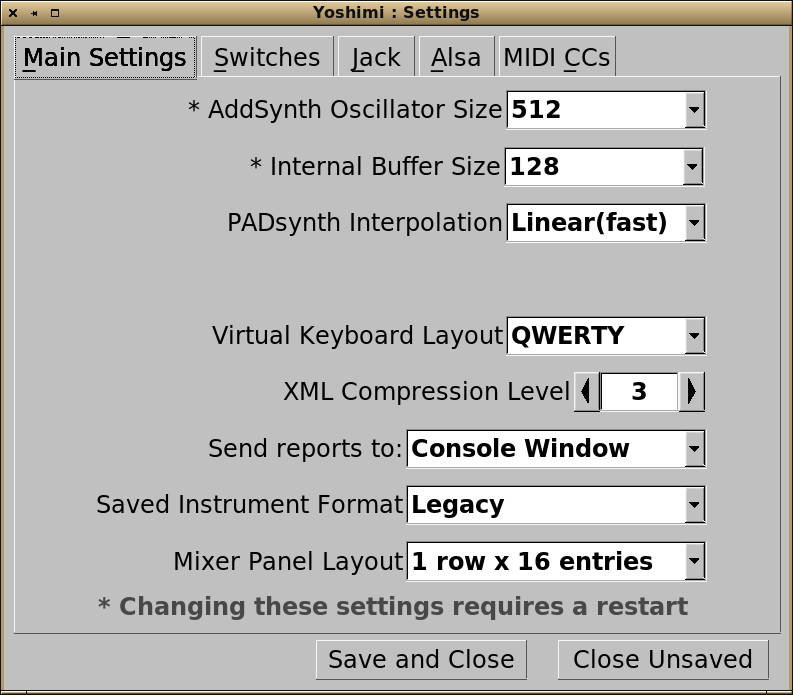 Yoshimi : Settings
Main Settings Switches Jack Alsa MIDI CCs
* AddSynth Oscillator Size 512
* Internal Buffer Size 128
PADsynth Interpolation Linear(fast)
Virtual Keyboard Layout QWERTY
XML Compression Level 3
Send reports to: Console Window
Saved Instrument Format Legacy
Mixer Panel Layout 1 row x 16 entries
* Changing these settings requires a restart
Save and Close Close Unsaved